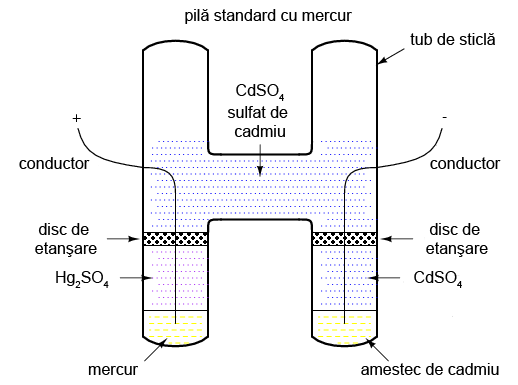 pilă standard cu mercur
tub de sticlă
CdSO₄
sulfat de
cadmiu
+
-
conductor
conductor
disc de
etanşare
disc de
etanşare
Hg₂SO₄
CdSO₄
mercur
amestec de cadmiu